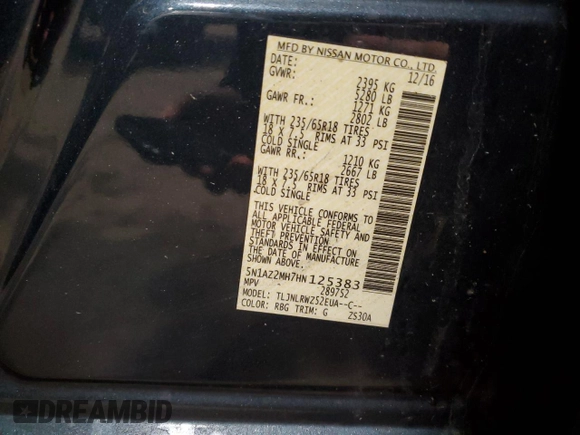 MFD BY NISSAN MOTOR CO., LTD.
DATE: 12/16
GVWR: 2395 KG
5280 LB
GAWR FR.: 1271 KG
2802 LB
WITH 235/65R18 TIRES
18 X 7.5 RIMS AT 33 PSI
COLD SINGLE
GAWR RR.: 1210 KG
2667 LB
WITH 235/65R18 TIRES
18 X 7.5 RIMS AT 33 PSI
COLD SINGLE
THIS VEHICLE CONFORMS TO
ALL APPLICABLE FEDERAL
MOTOR VEHICLE SAFETY AND
THEFT PREVENTION
STANDARDS IN EFFECT ON
THE DATE OF MANUFACTURE
SHOWN ABOVE.
5N1AZ2MH7HN125383
MPV 289752
MODEL: TLJNLRWZ52EUA--C--
COLOR: RBG TRIM: G ZS30A
DREAMBID